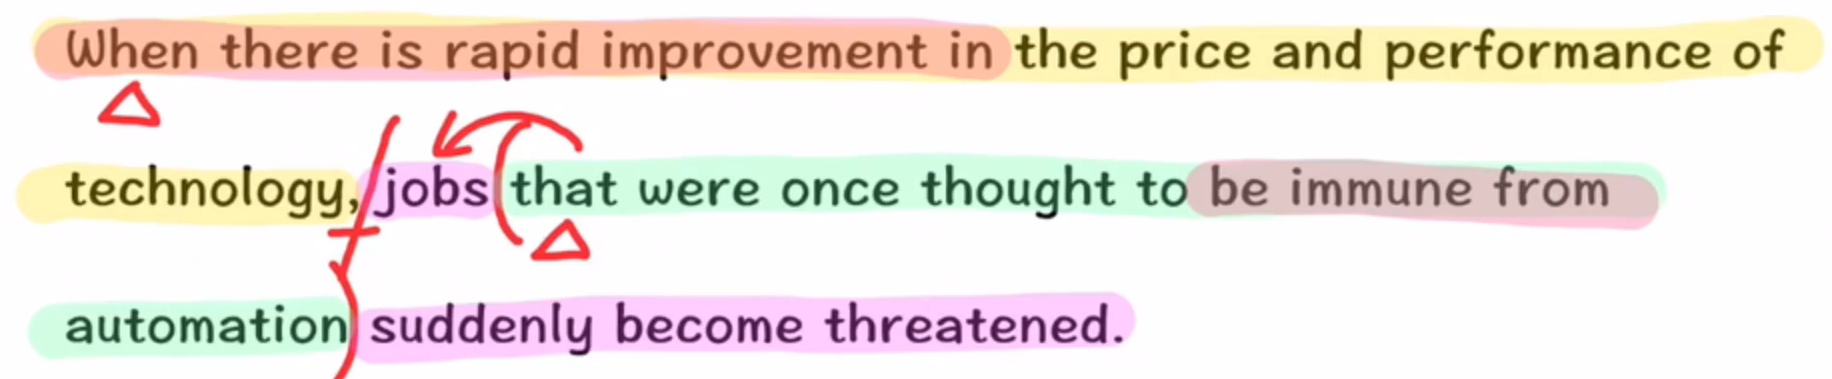 When there is rapid improvement in the price and performance of
technology, jobs that were once thought to be immune from
automation suddenly become threatened.